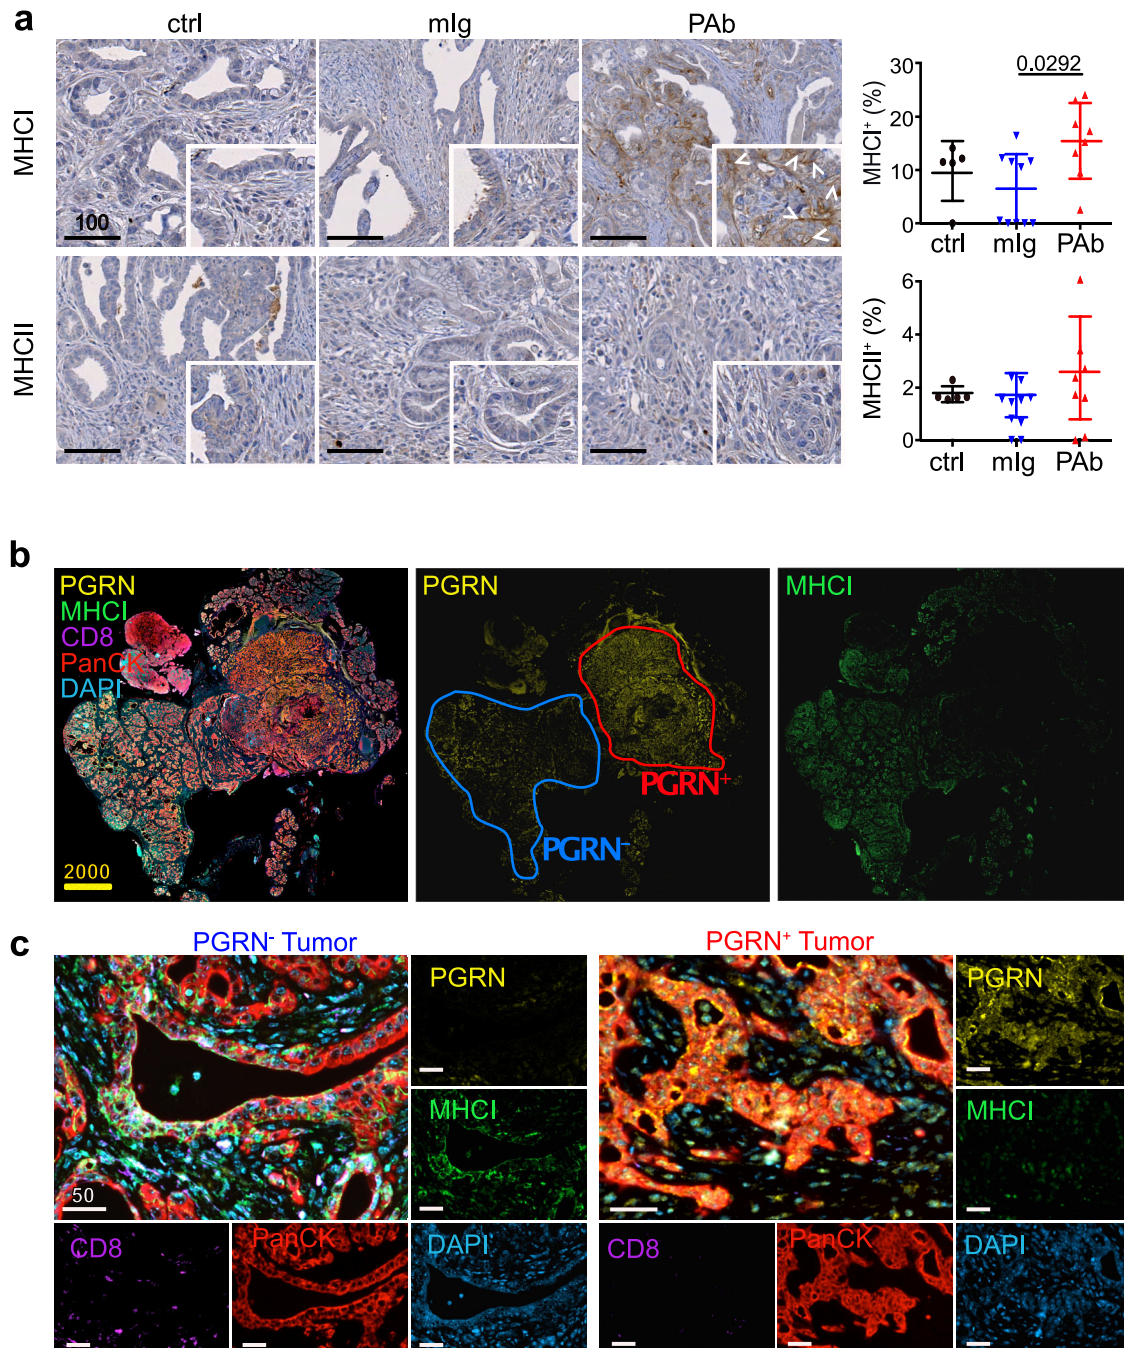 a
ctrl
mIg
PAb
MHCI
100
30
20
10
0
MHCI⁺ (%)
0.0292
ctrl
mIg
PAb
MHCII
6
4
2
0
MHCII⁺ (%)
ctrl
mIg
PAb
b
PGRN
MHCI
CD8
PanCK
DAPI
2000
PGRN
PGRN⁺
PGRN⁻
MHCI
c
PGRN⁻ Tumor
PGRN⁺ Tumor
50
PGRN
MHCI
CD8
PanCK
DAPI
PGRN
MHCI
CD8
PanCK
DAPI